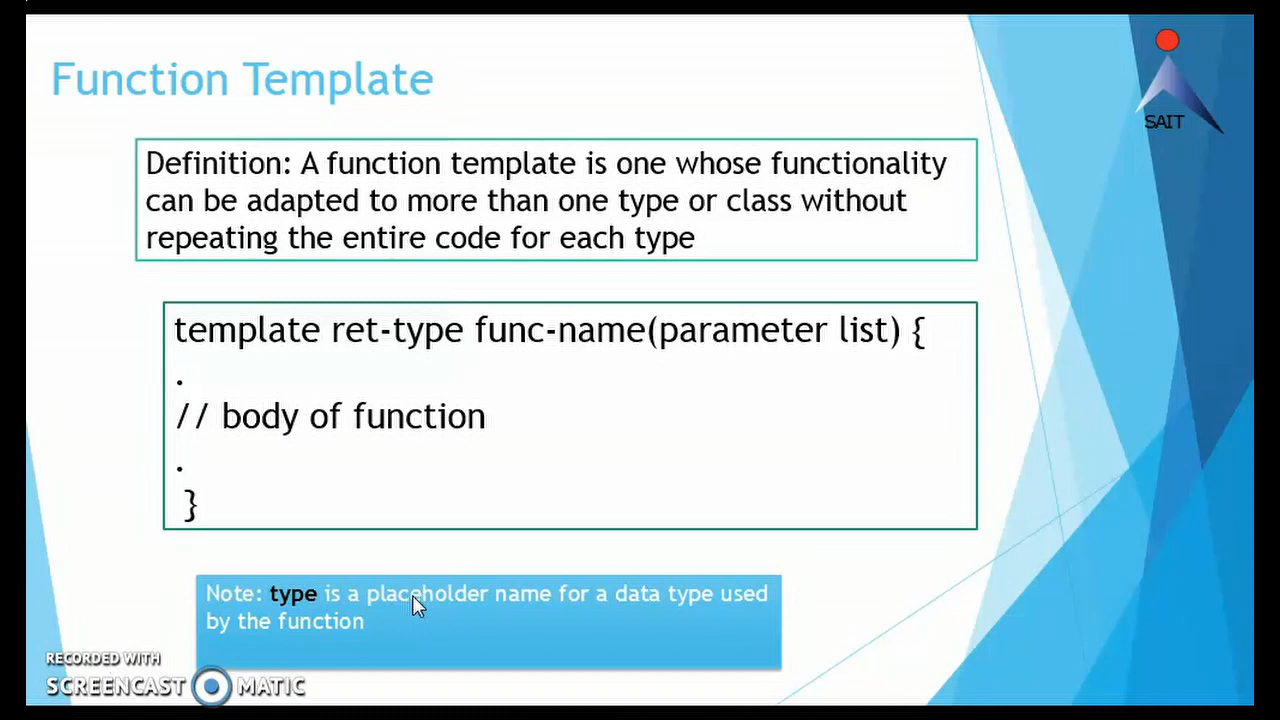 Function Template
SAIT
Definition: A function template is one whose functionality
can be adapted to more than one type or class without
repeating the entire code for each type
template ret-type func-name(parameter list) {
.
// body of function
.
}
Note: type is a placeholder name for a data type used
by the function
RECORDED WITH
SCREENCAST MATIC